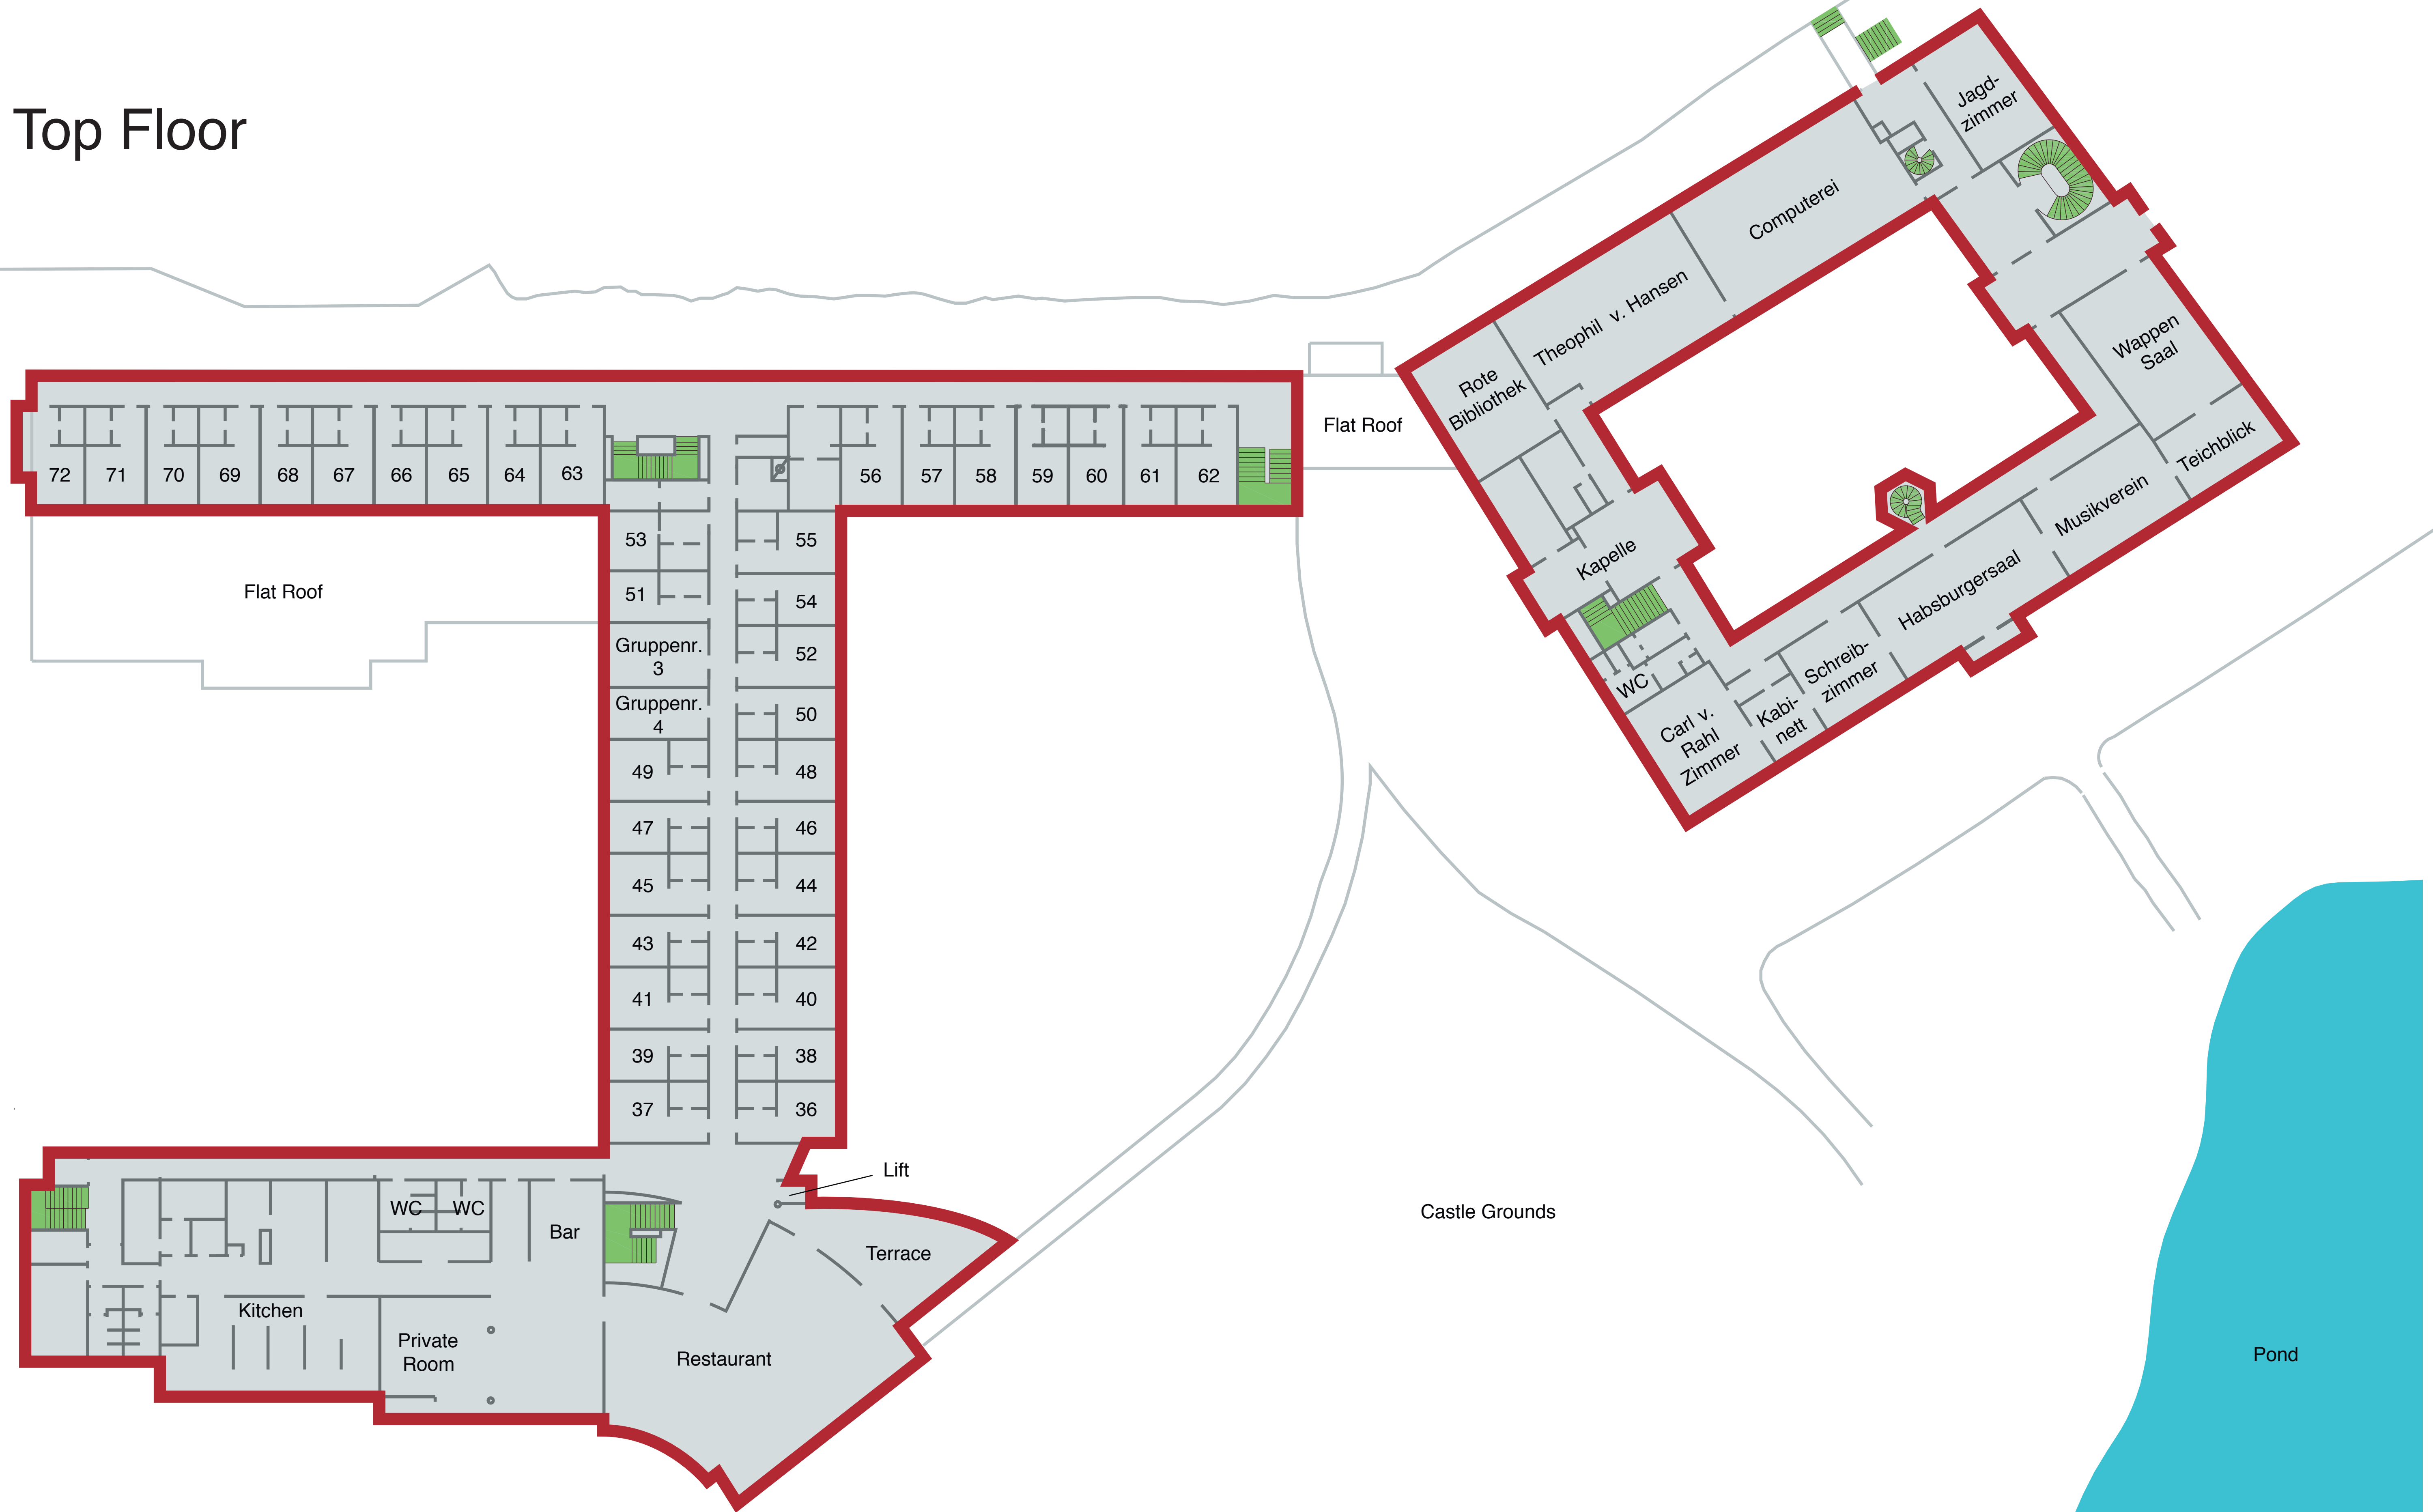 Top Floor
Jagd-
zimmer
Computerei
Theophil v. Hansen
Rote
Bibliothek
Wappen
Saal
Teichblick
Musikverein
Habsburgersaal
Schreib-
zimmer
Kabi-
nett
Carl v.
Rahl
Zimmer
WC
Kapelle
Flat Roof
72 71 70 69 68 67 66 65 64 63 56 57 58 59 60 61 62
Flat Roof
53 55
51 54
Gruppenr.
3
52
Gruppenr.
4
50
49 48
47 46
45 44
43 42
41 40
39 38
37 36
Lift
WC WC
Bar
Terrace
Kitchen
Private
Room
Restaurant
Castle Grounds
Pond